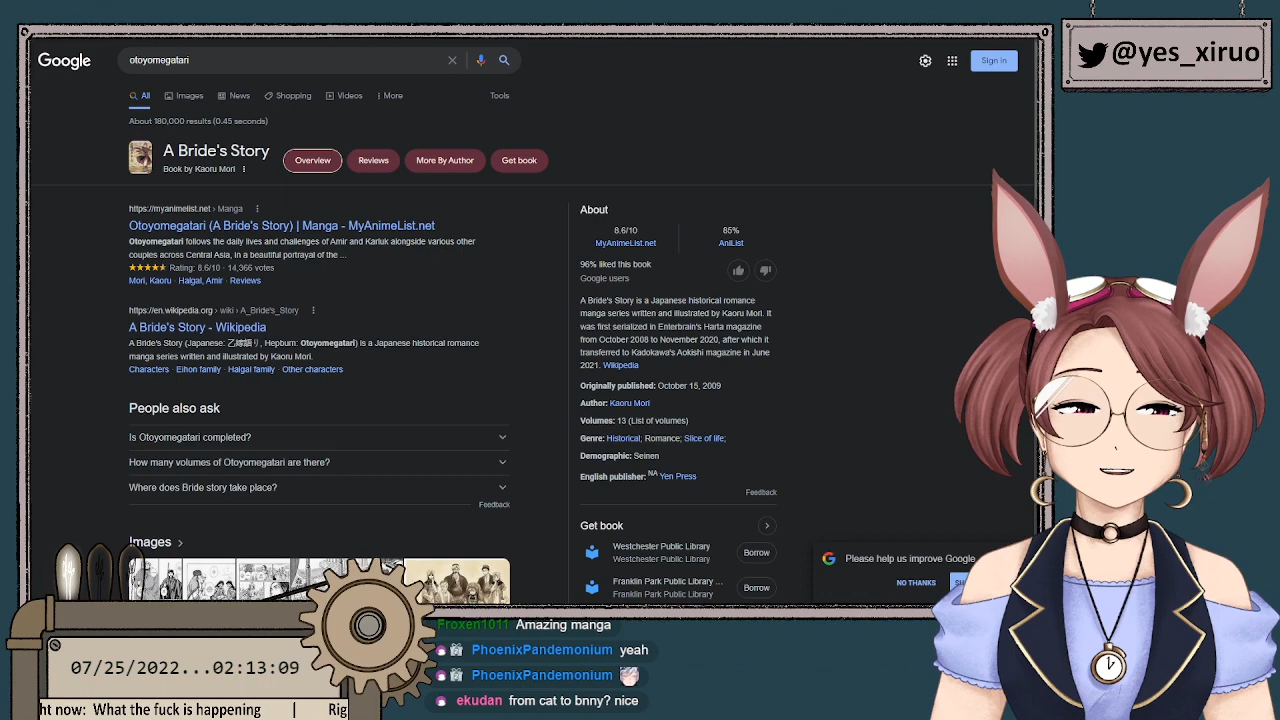 Google
otoyomegatari
Sign in
@yes_xiruo
All
Images
News
Shopping
Videos
More
Tools
About 180,000 results (0.45 seconds)
A Bride's Story
Book by Kaoru Mori
Overview
Reviews
More By Author
Get book
https://myanimelist.net › Manga
Otoyomegatari (A Bride's Story) | Manga - MyAnimeList.net
Otoyomegatari follows the daily lives and challenges of Amir and Karluk alongside various other
couples across Central Asia, in a beautiful portrayal of the ...
Rating: 8.6/10 · 14,366 votes
Mori, Kaoru · Halgal, Amir · Reviews
https://en.wikipedia.org › wiki › A_Bride's_Story
A Bride's Story - Wikipedia
A Bride's Story (Japanese: 乙嫁語り, Hepburn: Otoyomegatari) is a Japanese historical romance
manga series written and illustrated by Kaoru Mori.
Characters · Eihon family · Halgal family · Other characters
People also ask
Is Otoyomegatari completed?
How many volumes of Otoyomegatari are there?
Where does Bride story take place?
Feedback
Images
About
8.6/10
85%
MyAnimeList.net
AniList
96% liked this book
Google users
A Bride's Story is a Japanese historical romance
manga series written and illustrated by Kaoru Mori. It
was first serialized in Enterbrain's Harta magazine
from October 2008 to November 2020, after which it
transferred to Kadokawa's Aokishi magazine in June
2021. Wikipedia
Originally published: October 15, 2009
Author: Kaoru Mori
Volumes: 13 (List of volumes)
Genre: Historical; Romance; Slice of life;
Demographic: Seinen
English publisher: NA Yen Press
Feedback
Get book
Westchester Public Library
Westchester Public Library
Borrow
Franklin Park Public Library ...
Franklin Park Public Library
Borrow
Please help us improve Google
NO THANKS
07/25/2022...02:13:09
ht now: What the fuck is happening | Rig
Froxen1011 Amazing manga
PhoenixPandemonium yeah
PhoenixPandemonium
ekudan from cat to bnny? nice